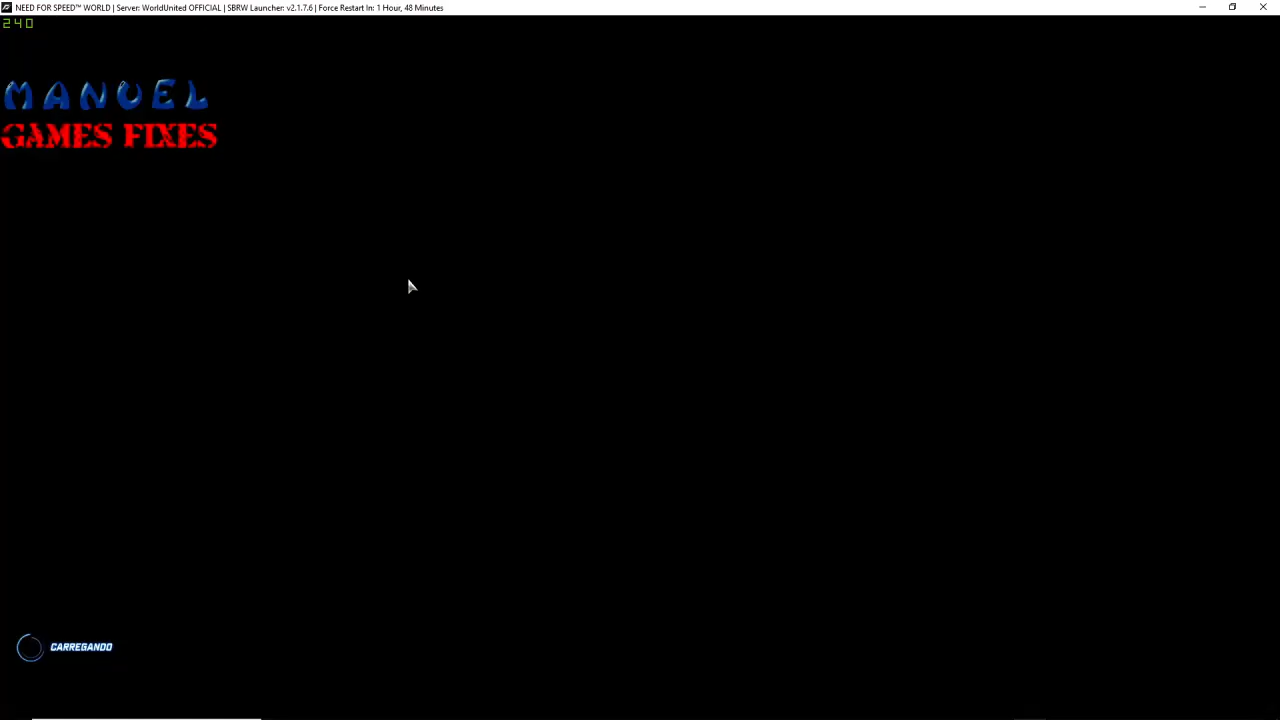 NEED FOR SPEED™ WORLD | Server: WorldUnited OFFICIAL | SBRW Launcher: v2.1.7.6 | Force Restart In: 1 Hour, 48 Minutes
240
MANUEL
GAMES FIXES
CARREGANDO